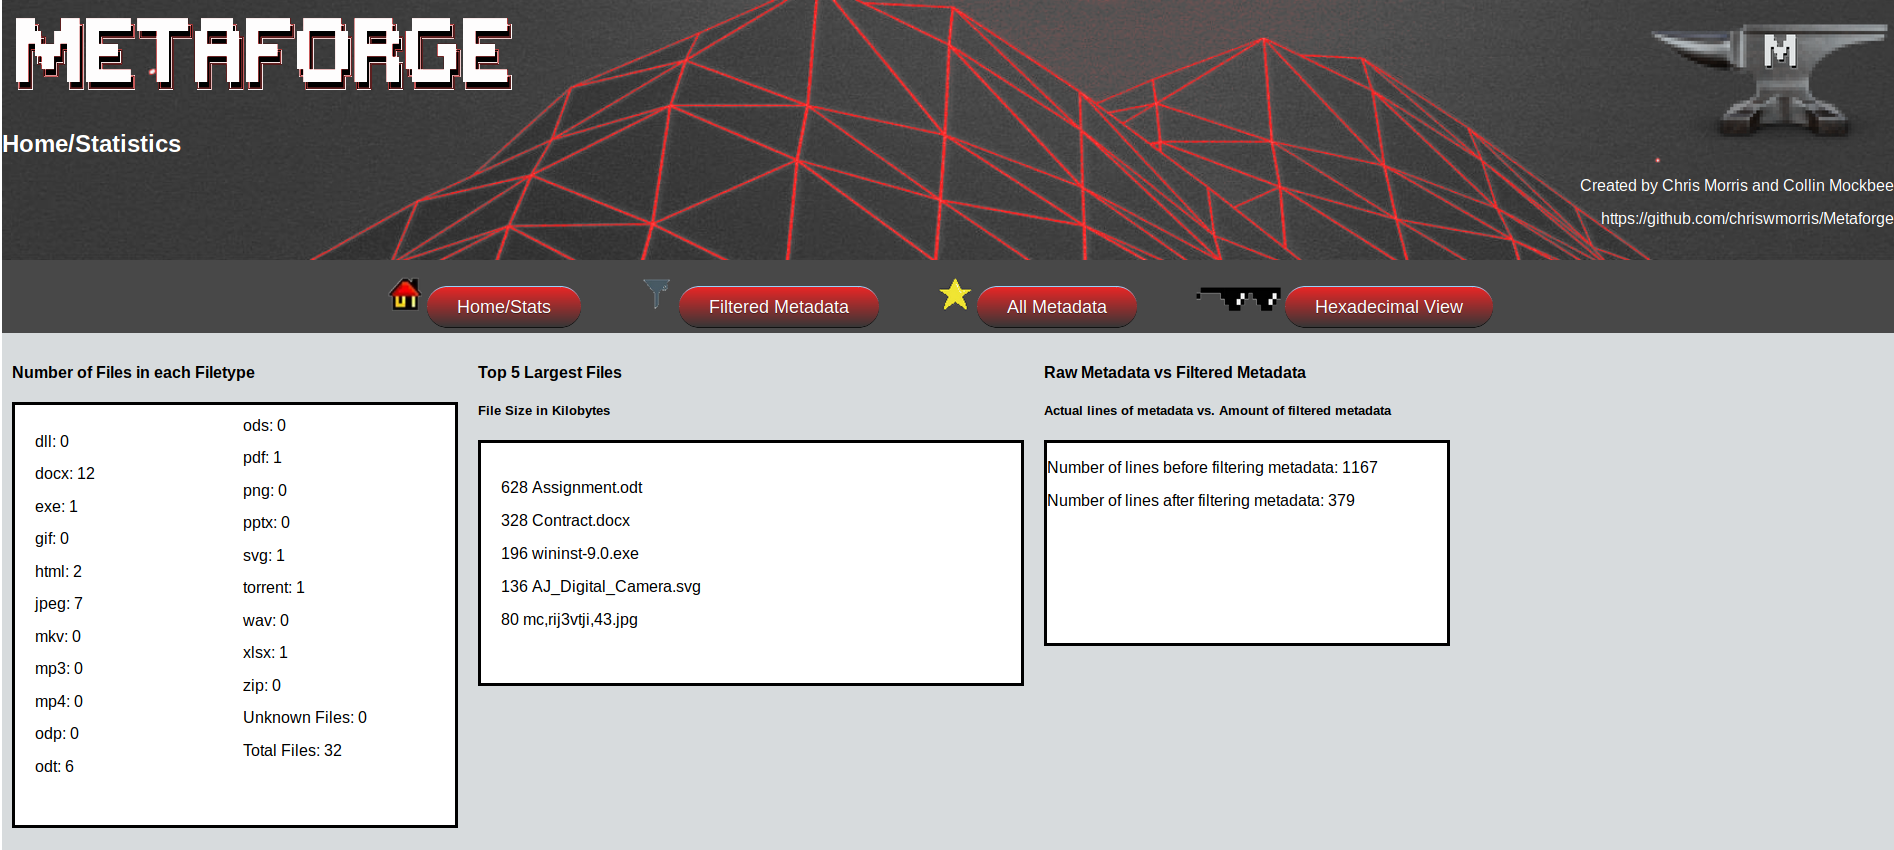 METAFORGE
M
Home/Statistics
Created by Chris Morris and Collin Mockbee
https://github.com/chriswmorris/Metaforge
Home/Stats
Filtered Metadata
All Metadata
Hexadecimal View
Number of Files in each Filetype
dll: 0
docx: 12
exe: 1
gif: 0
html: 2
jpeg: 7
mkv: 0
mp3: 0
mp4: 0
odp: 0
odt: 6
ods: 0
pdf: 1
png: 0
pptx: 0
svg: 1
torrent: 1
wav: 0
xlsx: 1
zip: 0
Unknown Files: 0
Total Files: 32
Top 5 Largest Files
File Size in Kilobytes
628 Assignment.odt
328 Contract.docx
196 wininst-9.0.exe
136 AJ_Digital_Camera.svg
80 mc,rij3vtji,43.jpg
Raw Metadata vs Filtered Metadata
Actual lines of metadata vs. Amount of filtered metadata
Number of lines before filtering metadata: 1167
Number of lines after filtering metadata: 379